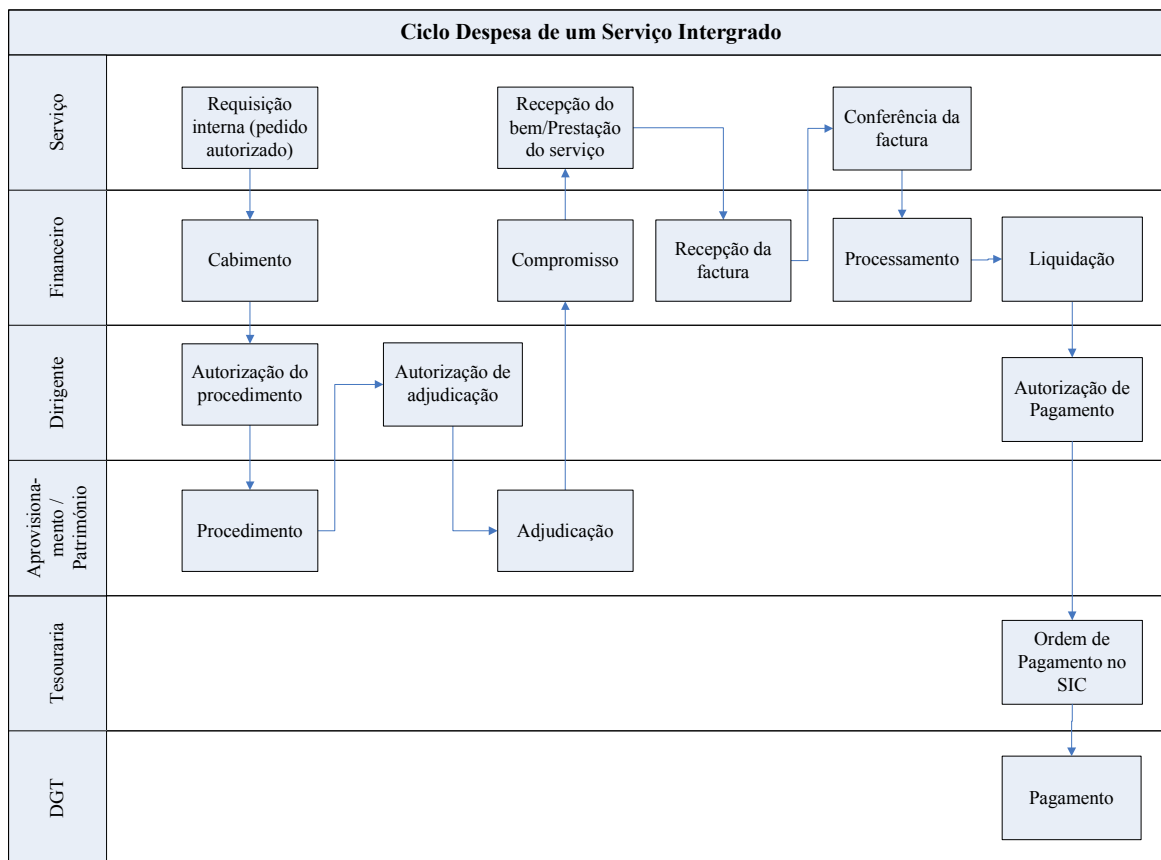 Ciclo Despesa de um Serviço Intergrado
Serviço
Requisição
interna (pedido
autorizado)
Recepção do
bem/Prestação
do serviço
Conferência da
factura
Financeiro
Cabimento
Compromisso
Recepção da
factura
Processamento
Liquidação
Dirigente
Autorização do
procedimento
Autorização de
adjudicação
Autorização de
Pagamento
Aprovisiona-
mento /
Património
Procedimento
Adjudicação
Tesouraria
Ordem de
Pagamento no
SIC
DGT
Pagamento